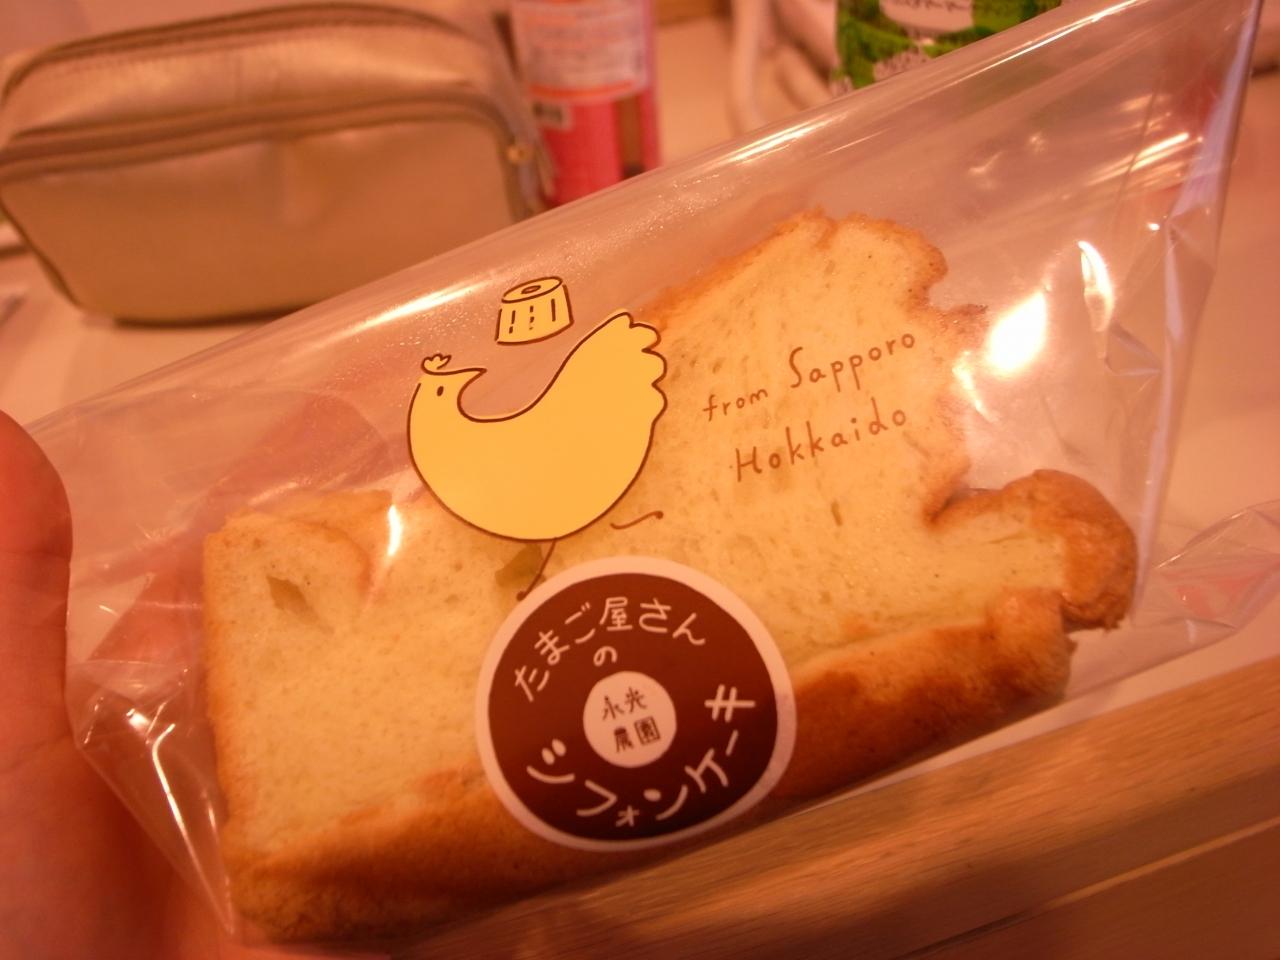 from Sapporo
Hokkaido
たまご屋さん
の
永光
農園
シフォンケーキ